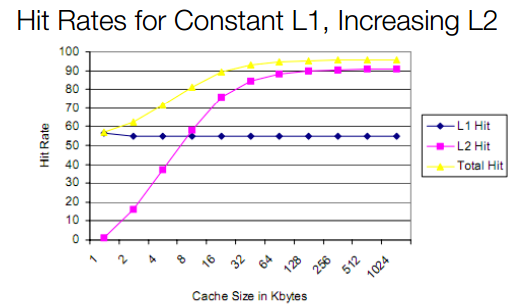 Hit Rates for Constant L1, Increasing L2
100
90
80
70
60
50
40
30
20
10
0
Hit Rate
1 2 4 8 16 32 64 128 256 512 1024
Cache Size in Kbytes
L1 Hit
L2 Hit
Total Hit